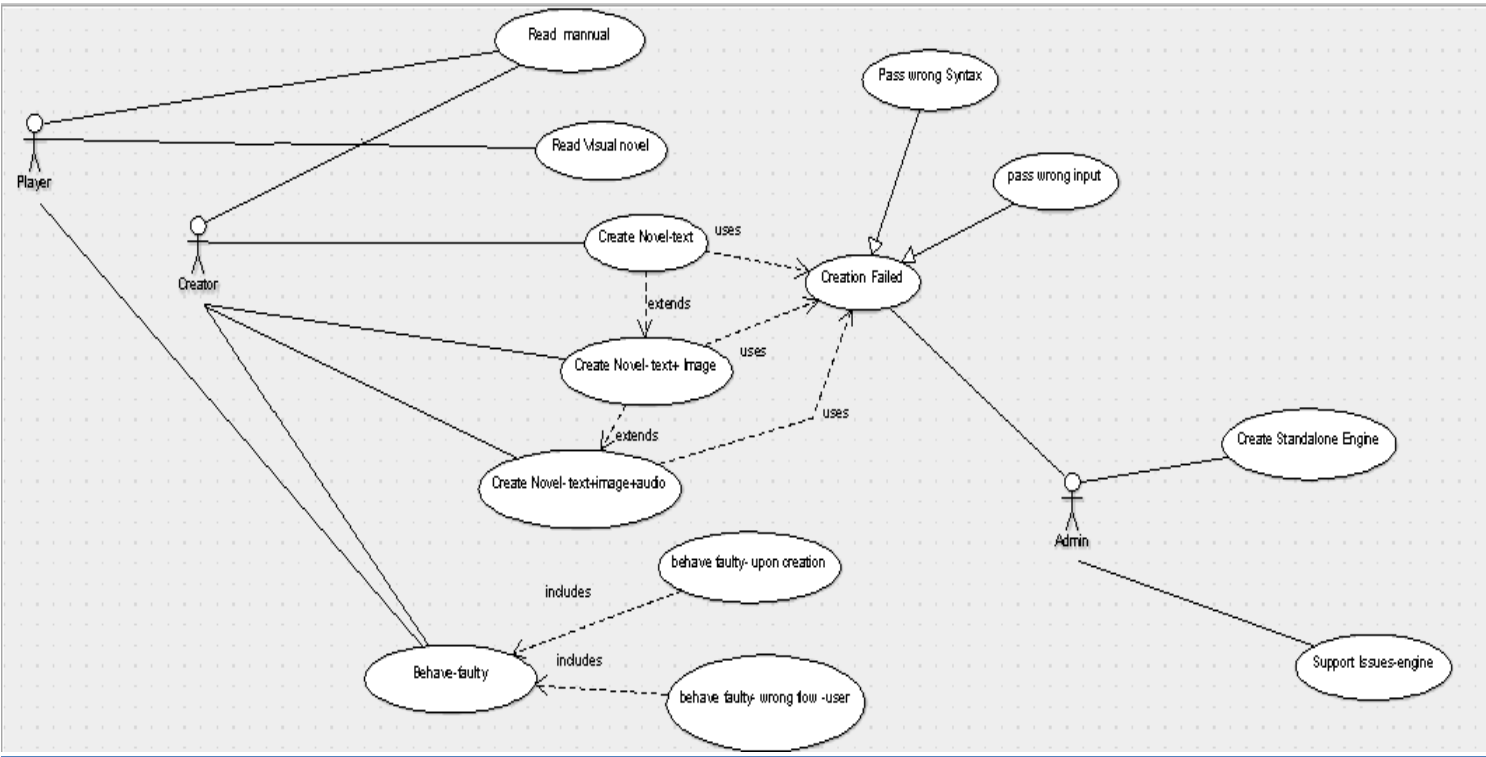 Read mannual
Pass wrong Syntax
Read Visual novel
pass wrong input
Player
Create Novel-text
uses
Creation Failed
Creator
extends
uses
Create Novel- text+ Image
uses
extends
Create Standalone Engine
Create Novel- text+image+audio
Admin
behave faulty- upon creation
includes
includes
Behave-faulty
Support Issues-engine
behave faulty- wrong flow -user